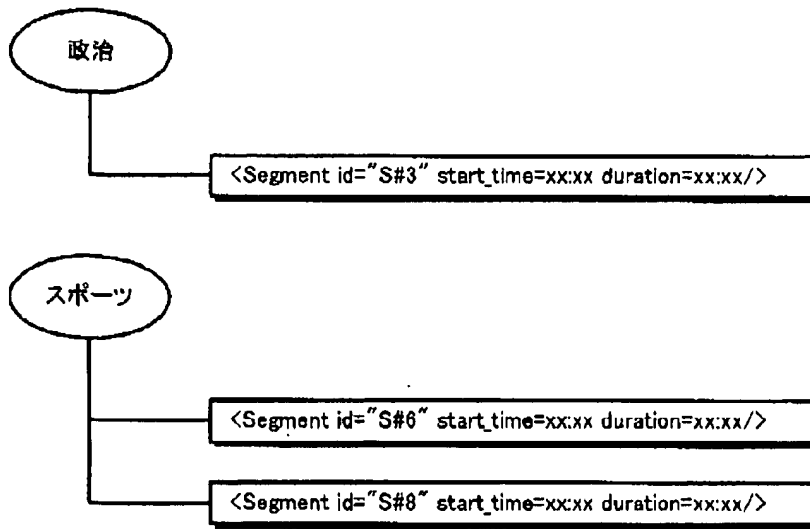 政治
<Segment id="S#3" start_time=xx:xx duration=xx:xx/>
スポーツ
<Segment id="S#6" start_time=xx:xx duration=xx:xx/>
<Segment id="S#8" start_time=xx:xx duration=xx:xx/>